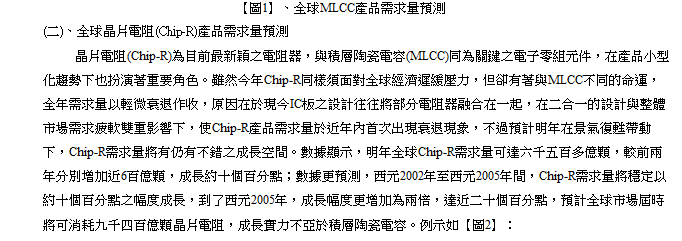 【圖1】、全球MLCC產品需求量預測
(二)、全球晶片電阻(Chip-R)產品需求量預測
晶片電阻(Chip-R)為目前最新穎之電阻器，與積層陶瓷電容(MLCC)同為關鍵之電子零組元件，在產品小型
化趨勢下也扮演著重要角色。雖然今年Chip-R同樣須面對全球經濟遲緩壓力，但卻有著與MLCC不同的命運，
全年需求量以輕微衰退作收，原因在於現今IC板之設計往往將部分電阻器融合在一起，在二合一的設計與整體
市場需求疲軟雙重影響下，使Chip-R產品需求量於近年內首次出現衰退現象，不過預計明年在景氣復甦帶動
下，Chip-R需求量將有仍有不錯之成長空間。數據顯示，明年全球Chip-R需求量可達六千五百多億顆，較前兩
年分別增加近6百億顆，成長約十個百分點；數據更預測，西元2002年至西元2005年間，Chip-R需求量將穩定以
約十個百分點之幅度成長，到了西元2005年，成長幅度更增加為兩倍，達近二十個百分點，預計全球市場屆時
將可消耗九千四百億顆晶片電阻，成長實力不亞於積層陶瓷電容。例示如【圖2】：